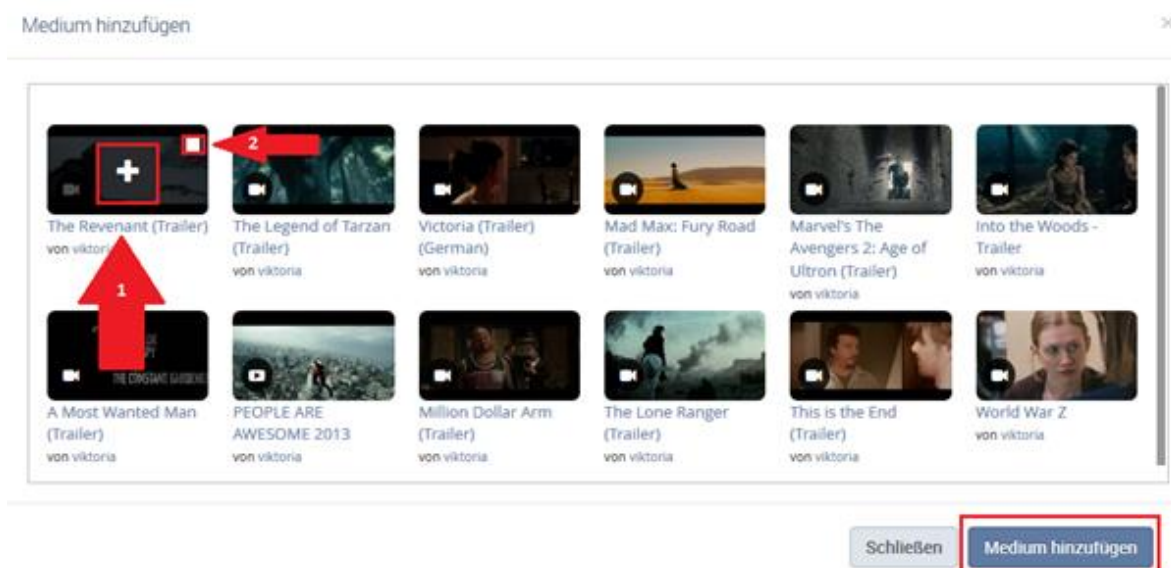 Medium hinzufügen
×
2
The Revenant (Trailer)
von viktoria
The Legend of Tarzan
(Trailer)
von viktoria
Victoria (Trailer)
(German)
von viktoria
Mad Max: Fury Road
(Trailer)
von viktoria
Marvel's The
Avengers 2: Age of
Ultron (Trailer)
von viktoria
Into the Woods -
Trailer
von viktoria
1
THE CONSTANT GARDENE
A Most Wanted Man
(Trailer)
von viktoria
PEOPLE ARE
AWESOME 2013
von viktoria
Million Dollar Arm
(Trailer)
von viktoria
The Lone Ranger
(Trailer)
von viktoria
This is the End
(Trailer)
von viktoria
World War Z
von viktoria
Schließen
Medium hinzufügen